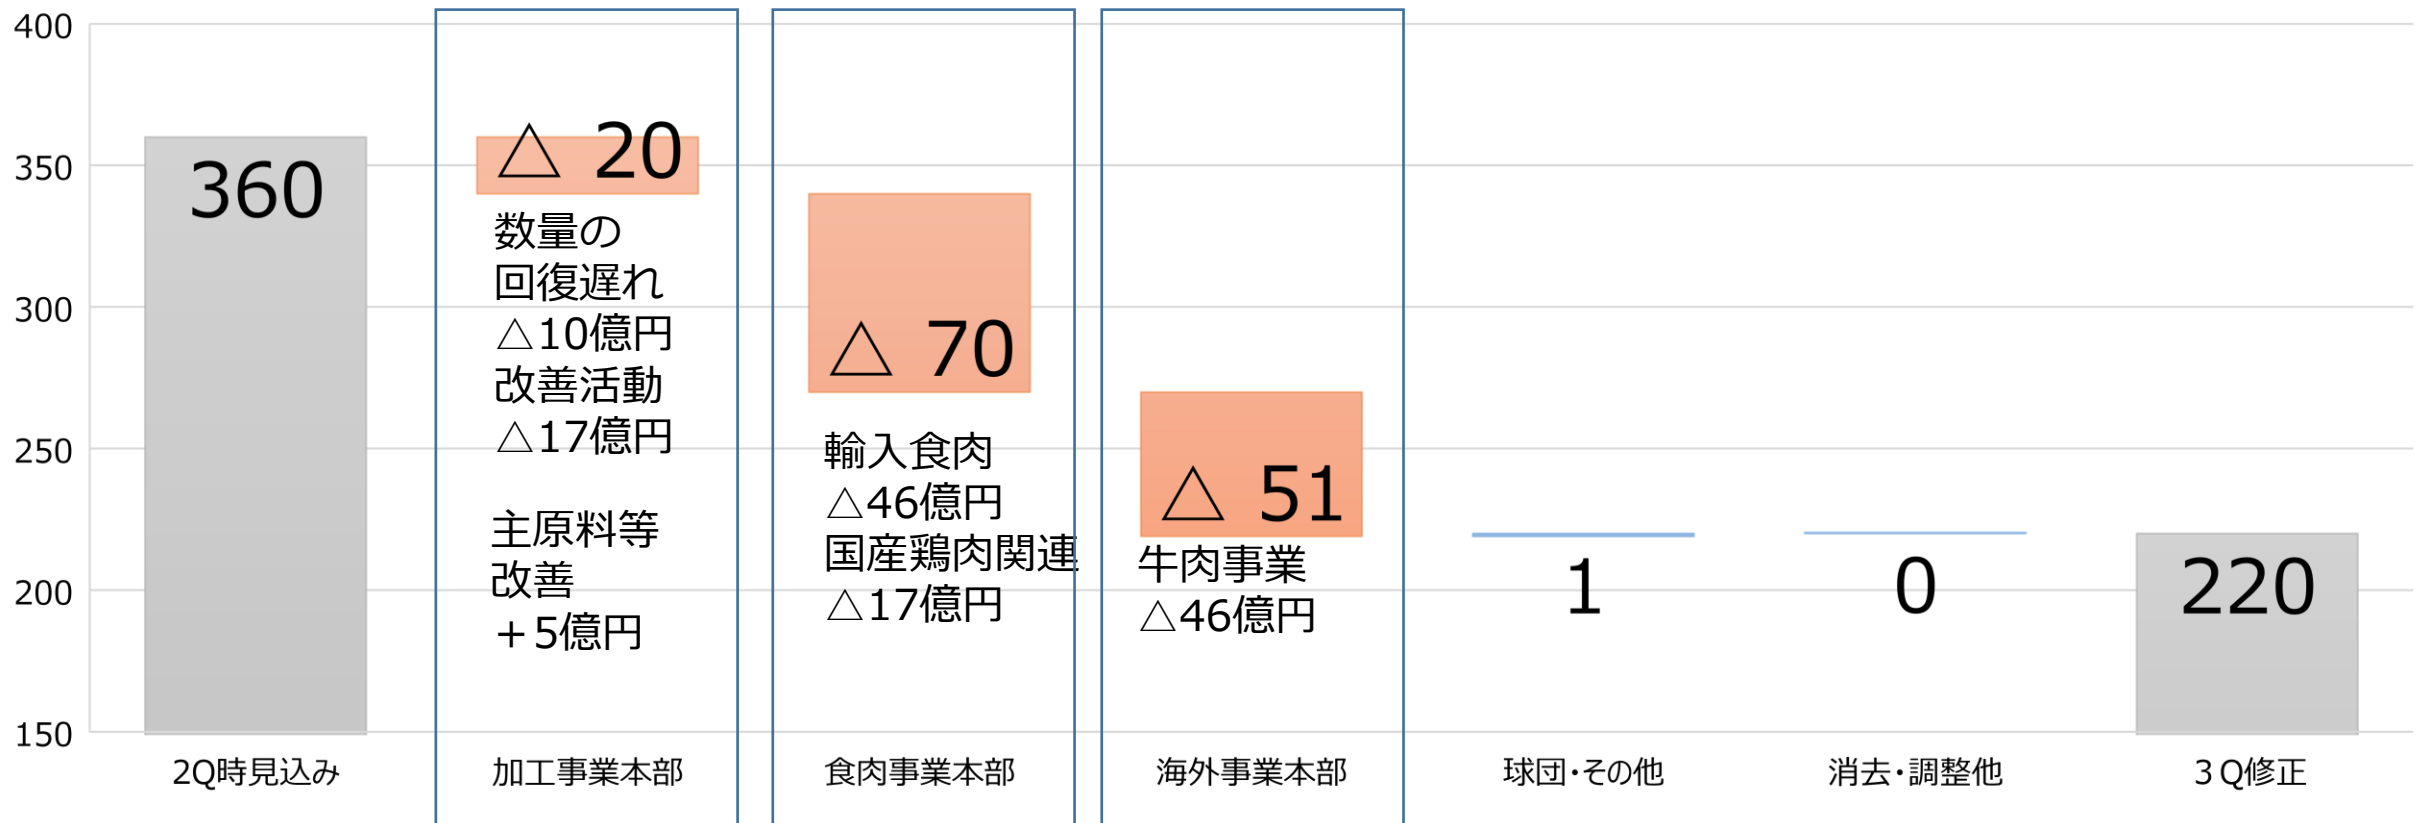 400
350
300
250
200
150
360
△ 20
数量の
回復遅れ
△10億円
改善活動
△17億円
主原料等
改善
＋5億円
△ 70
輸入食肉
△46億円
国産鶏肉関連
△17億円
△ 51
牛肉事業
△46億円
1
0
220
2Q時見込み
加工事業本部
食肉事業本部
海外事業本部
球団・その他
消去・調整他
３Q修正